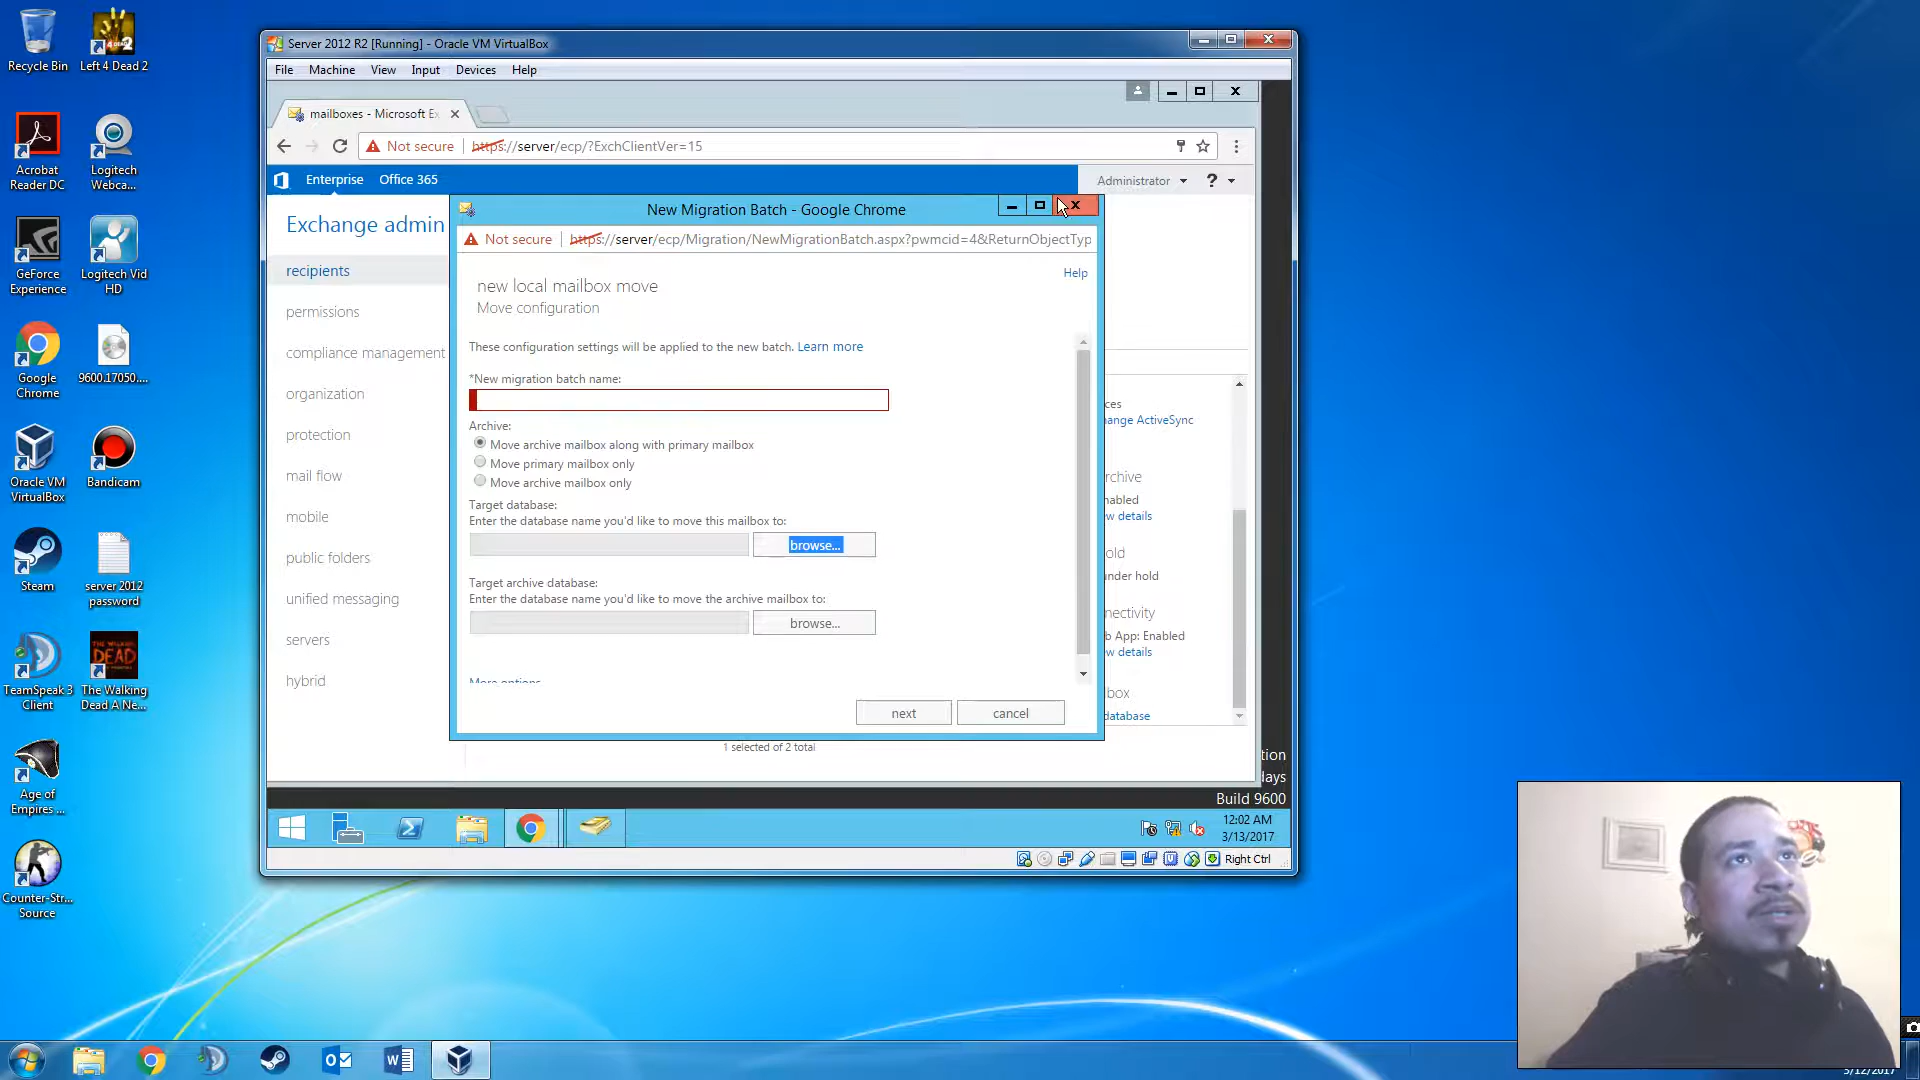 Recycle Bin
Left 4 Dead 2
Acrobat Reader DC
Logitech Webca...
GeForce Experience
Logitech Vid HD
Google Chrome
9600.17050....
Oracle VM VirtualBox
Bandicam
Steam
server 2012 password
TeamSpeak 3 Client
The Walking Dead A Ne...
Age of Empires ...
Counter-Str... Source
Server 2012 R2 [Running] - Oracle VM VirtualBox
File Machine View Input Devices Help
mailboxes - Microsoft Ex
Not secure https://server/ecp/?ExchClientVer=15
Enterprise Office 365
Administrator ?
Exchange admin
recipients
permissions
compliance management
organization
protection
mail flow
mobile
public folders
unified messaging
servers
hybrid
New Migration Batch - Google Chrome
Not secure https://server/ecp/Migration/NewMigrationBatch.aspx?pwmcid=4&ReturnObjectTyp
Help
new local mailbox move
Move configuration
These configuration settings will be applied to the new batch. Learn more
*New migration batch name:
Archive:
Move archive mailbox along with primary mailbox
Move primary mailbox only
Move archive mailbox only
Target database:
Enter the database name you'd like to move this mailbox to:
browse...
Target archive database:
Enter the database name you'd like to move the archive mailbox to:
browse...
More options
next cancel
ces
ange ActiveSync
rchive
nabled
ew details
old
under hold
nectivity
b App: Enabled
ew details
box
database
1 selected of 2 total
tion
days
Build 9600
12:02 AM
3/13/2017
Right Ctrl
3/12/2017